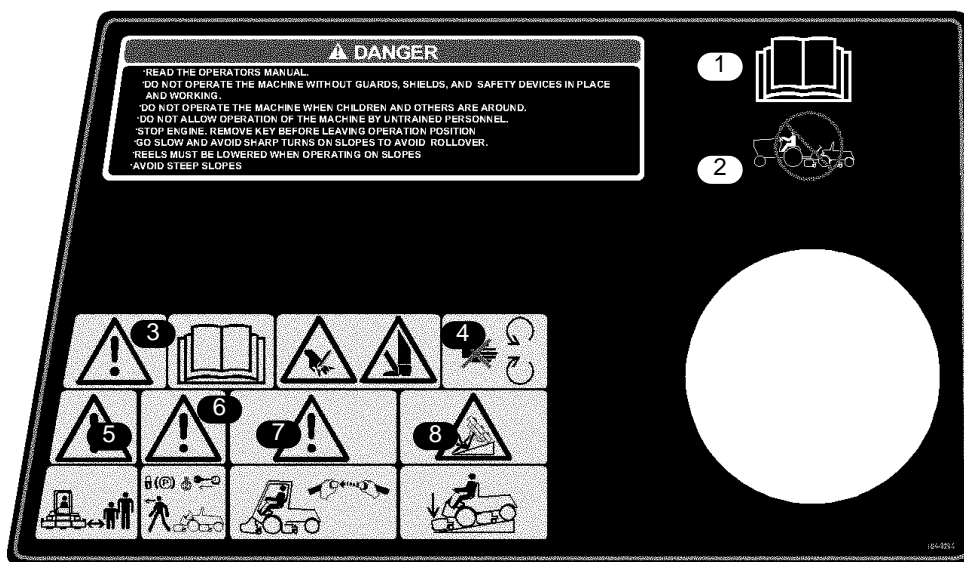 DANGER
·READ THE OPERATORS MANUAL.
·DO NOT OPERATE THE MACHINE WITHOUT GUARDS, SHIELDS, AND SAFETY DEVICES IN PLACE
AND WORKING.
·DO NOT OPERATE THE MACHINE WHEN CHILDREN AND OTHERS ARE AROUND.
·DO NOT ALLOW OPERATION OF THE MACHINE BY UNTRAINED PERSONNEL.
·STOP ENGINE. REMOVE KEY BEFORE LEAVING OPERATION POSITION
·GO SLOW AND AVOID SHARP TURNS ON SLOPES TO AVOID ROLLOVER.
·REELS MUST BE LOWERED WHEN OPERATING ON SLOPES
·AVOID STEEP SLOPES
1
2
3
4
5
6
7
8
(P)